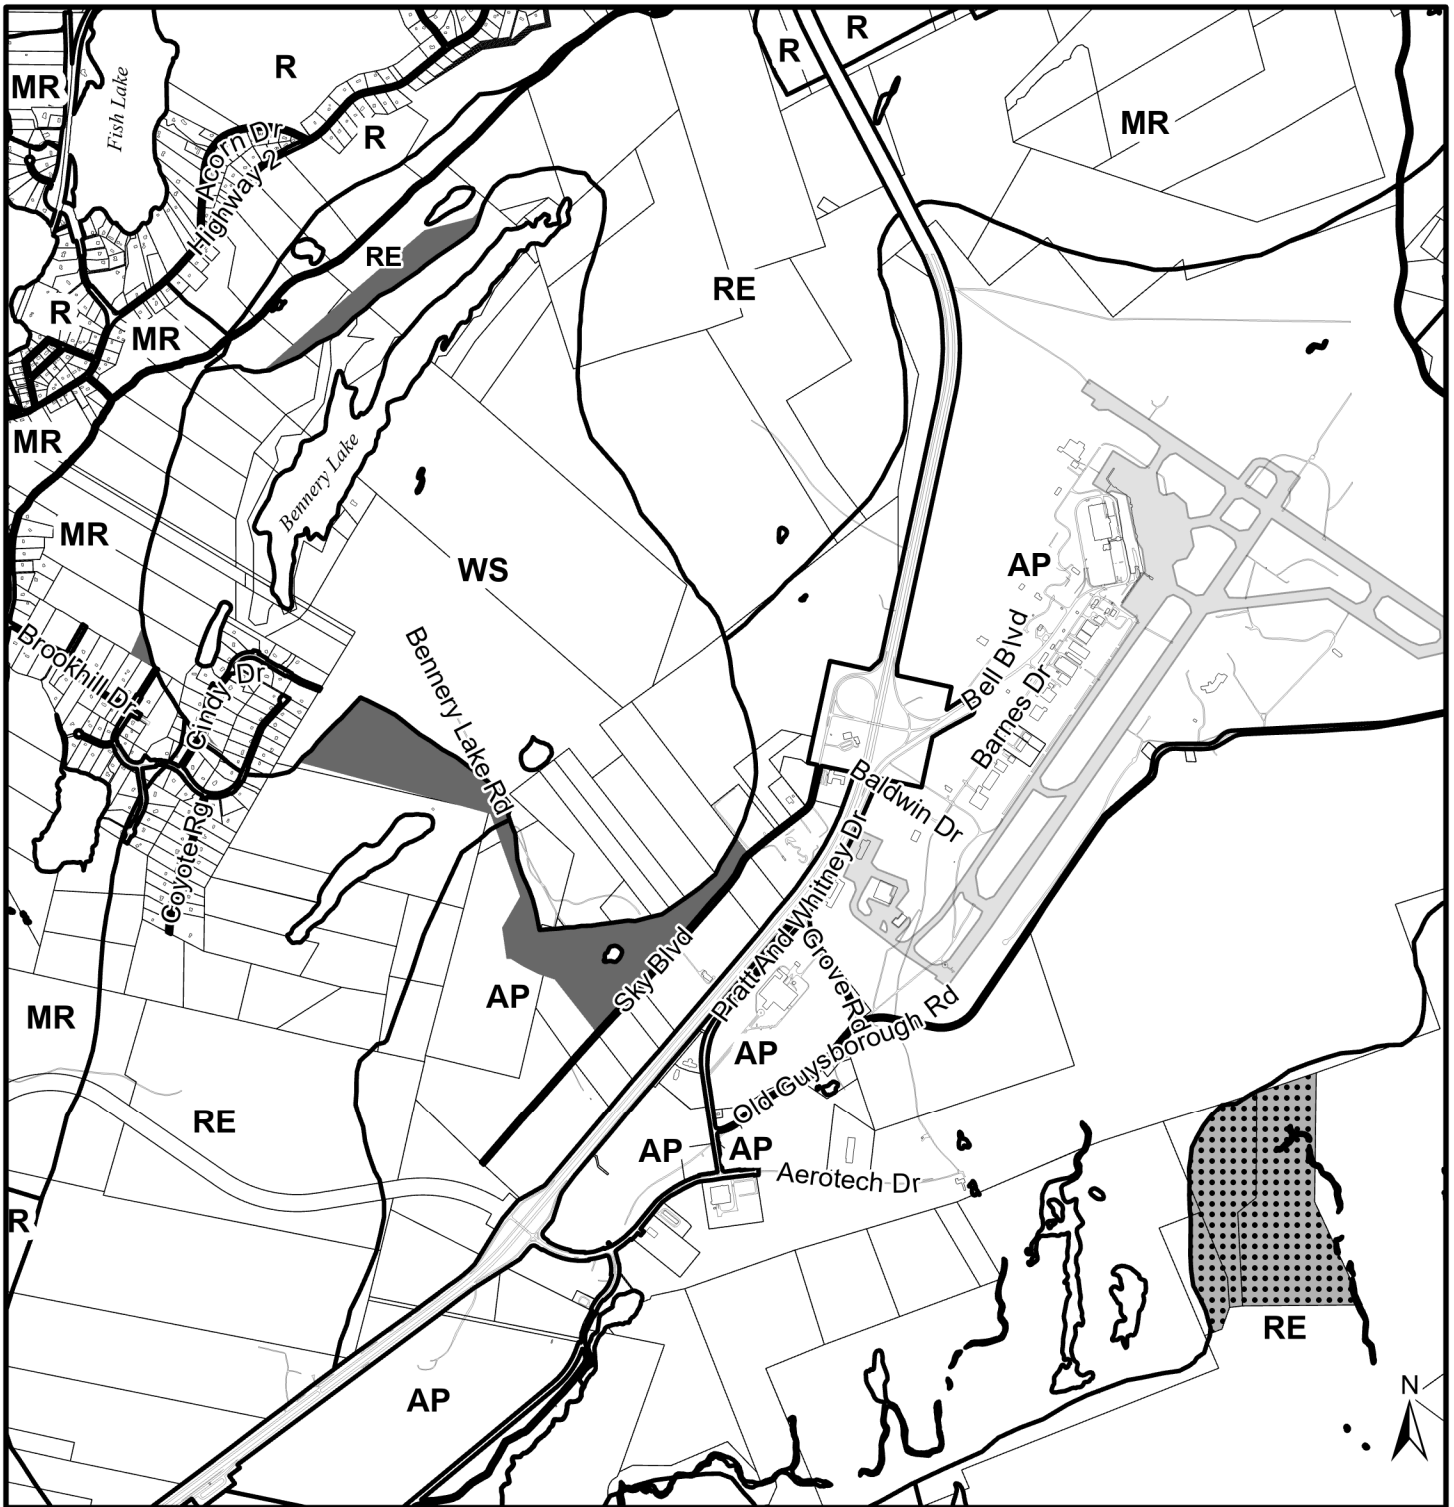 R
R
R
MR
Fish Lake
MR
R
Acorn Dr
Highway 2
RE
RE
R
MR
MR
Bennery Lake
MR
WS
AP
Bell Blvd
Barnes Dr
Brookhill Dr
Cindy Dr
Bennery Lake Rd
Baldwin Dr
Coyote Rg
Pratt And Whitney Dr
Grove Rd
Sky Blvd
AP
MR
Old Guysborough Rd
AP
RE
AP
AP
Aerotech Dr
R
RE
AP
N